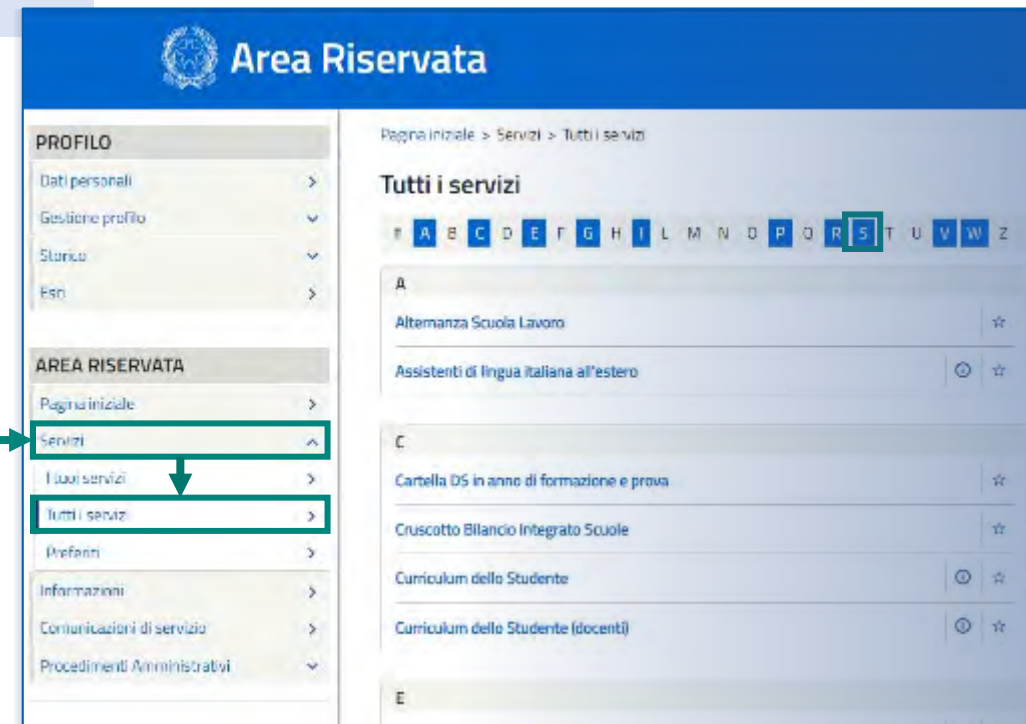 Area Riservata
PROFILO
Dati personali
Gestione profilo
Storico
Esci
AREA RISERVATA
Pagina iniziale
Servizi
I tuoi servizi
Tutti i servizi
Preferiti
Informazioni
Comunicazioni di servizio
Procedimenti Amministrativi
Pagina iniziale > Servizi > Tutti i servizi
Tutti i servizi
# A B C D E F G H I L M N O P Q R S T U V W Z
A
Alternanza Scuola Lavoro
Assistenti di lingua italiana all'estero
C
Cartella DS in anno di formazione e prova
Cruscotto Bilancio Integrato Scuole
Curriculum dello Studente
Curriculum dello Studente (docenti)
E